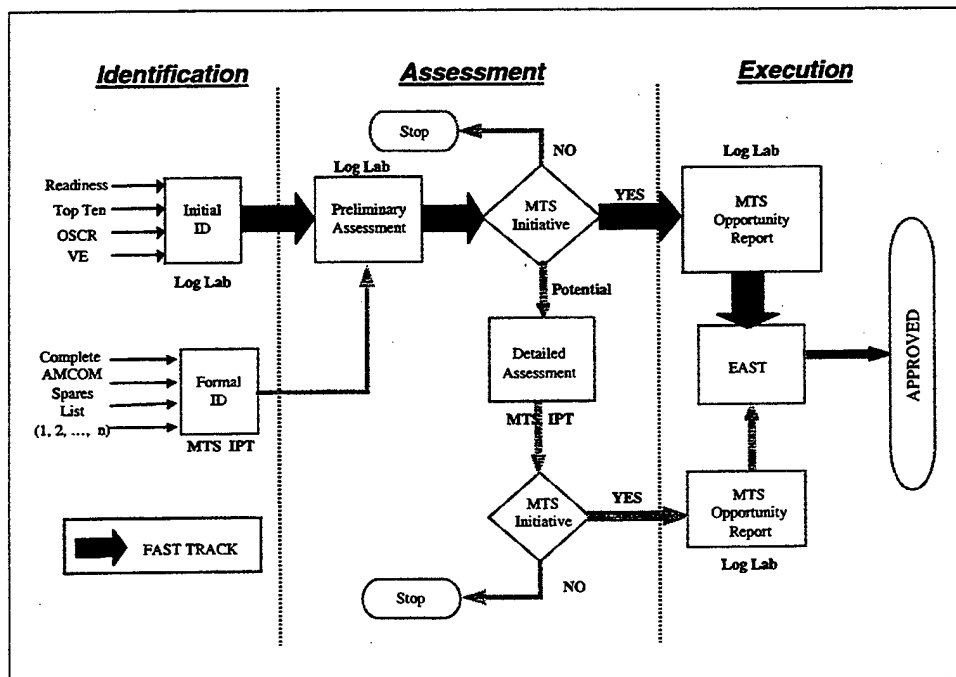 Identification
Assessment
Execution
Stop
NO
Log Lab
Log Lab
Readiness
Top Ten
OSCR
VE
Initial
ID
Log Lab
Preliminary
Assessment
MTS
Initiative
YES
MTS
Opportunity
Report
Potential
Complete
AMCOM
Spares
List
(1, 2, ..., n)
Formal
ID
MTS IPT
Detailed
Assessment
MTS IPT
EAST
APPROVED
MTS
Initiative
YES
MTS
Opportunity
Report
Log Lab
FAST TRACK
NO
Stop